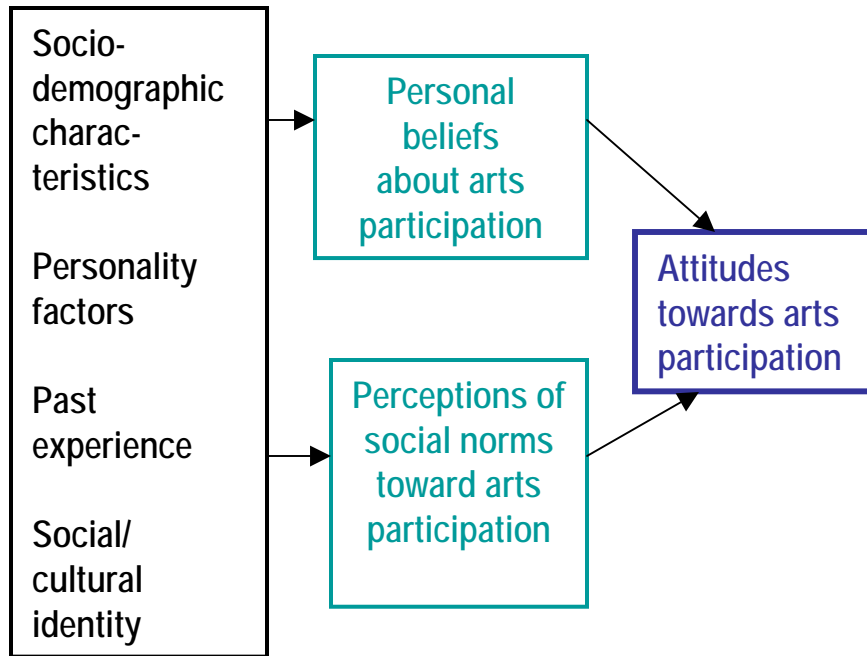 Socio-
demographic
charac-
teristics
Personality
factors
Past
experience
Social/
cultural
identity
Personal
beliefs
about arts
participation
Perceptions of
social norms
toward arts
participation
Attitudes
towards arts
participation